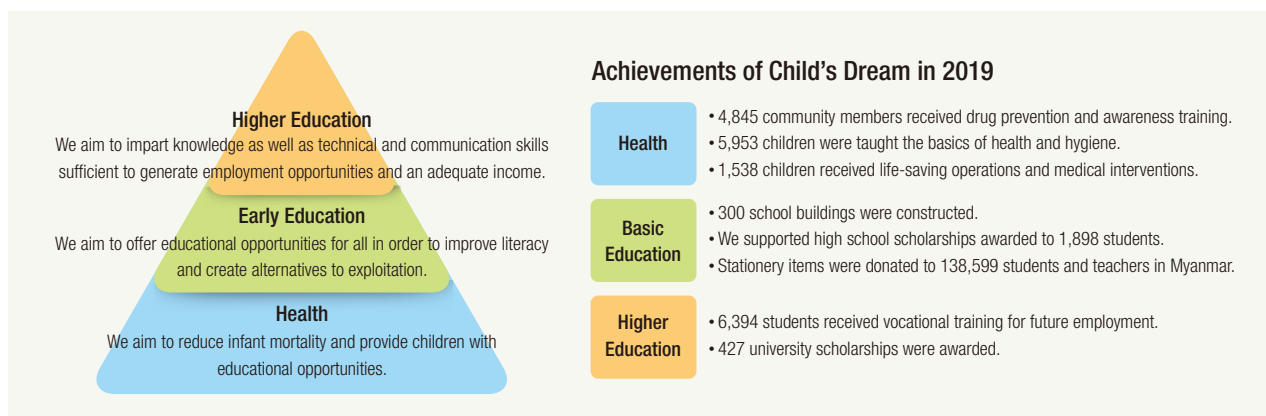 Higher Education
We aim to impart knowledge as well as technical and communication skills
sufficient to generate employment opportunities and an adequate income.
Early Education
We aim to offer educational opportunities for all in order to improve literacy
and create alternatives to exploitation.
Health
We aim to reduce infant mortality and provide children with
educational opportunities.
Achievements of Child's Dream in 2019
Health
• 4,845 community members received drug prevention and awareness training.
• 5,953 children were taught the basics of health and hygiene.
• 1,538 children received life-saving operations and medical interventions.
Basic
Education
• 300 school buildings were constructed.
• We supported high school scholarships awarded to 1,898 students.
• Stationery items were donated to 138,599 students and teachers in Myanmar.
Higher
Education
• 6,394 students received vocational training for future employment.
• 427 university scholarships were awarded.